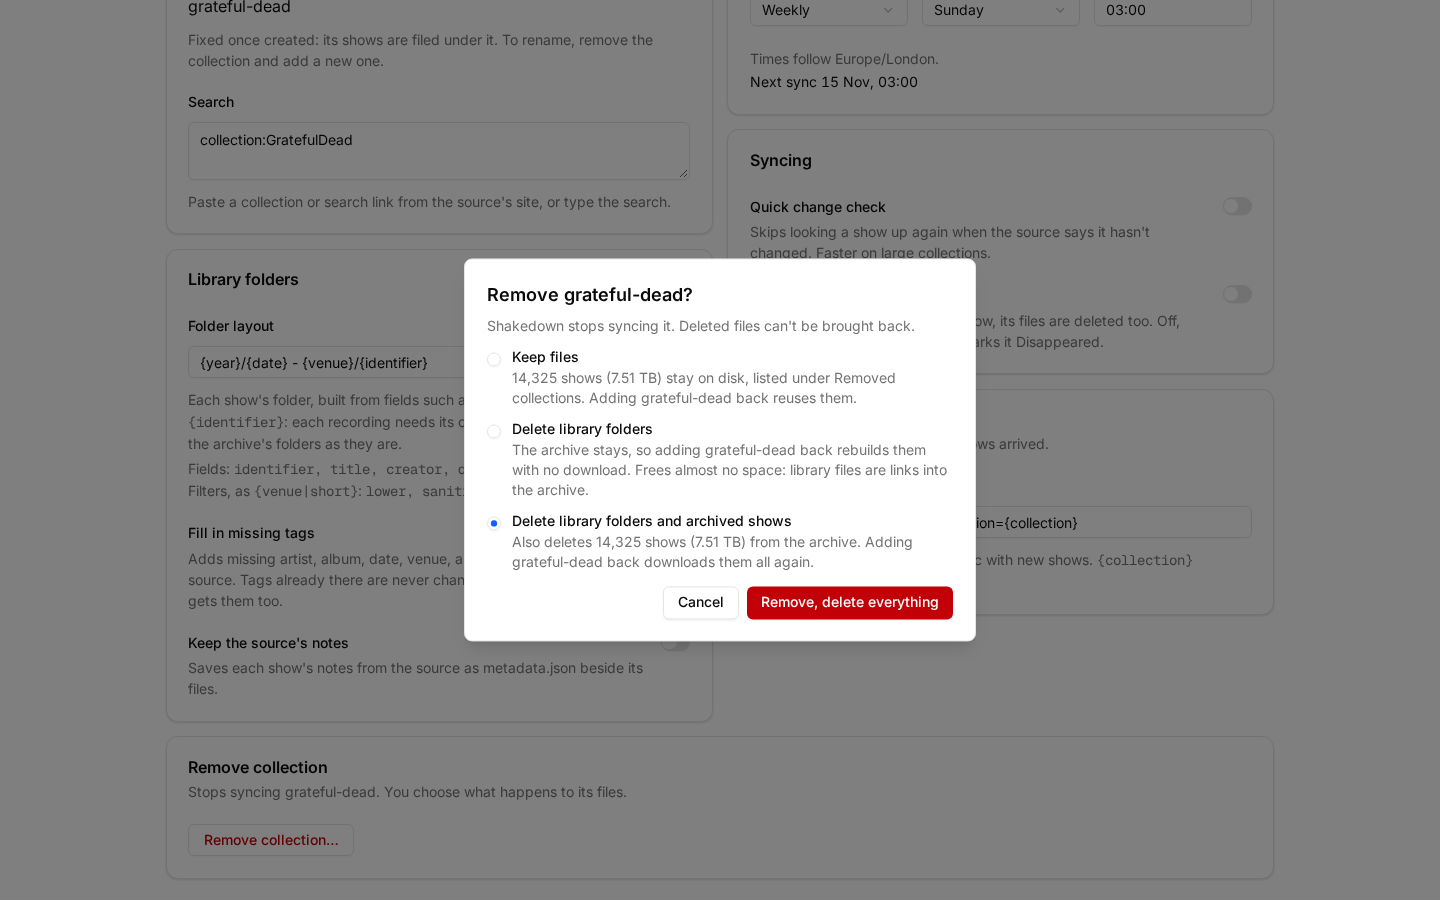 grateful-dead
Fixed once created: its shows are filed under it. To rename, remove the
collection and add a new one.
Search
collection:GratefulDead
Paste a collection or search link from the source's site, or type the search.
Library folders
Folder layout
{year}/{date} - {venue}/{identifier}
Each show's folder, built from fields such a
{identifier}: each recording needs its o
the archive's folders as they are.
Fields: identifier, title, creator, d
Filters, as {venue|short}: lower, saniti
Fill in missing tags
Adds missing artist, album, date, venue, a
source. Tags already there are never chan
gets them too.
Keep the source's notes
Saves each show's notes from the source as metadata.json beside its
files.
Weekly
Sunday
03:00
Times follow Europe/London.
Next sync 15 Nov, 03:00
Syncing
Quick change check
Skips looking a show up again when the source says it hasn't
changed. Faster on large collections.
ow, its files are deleted too. Off,
arks it Disappeared.
ows arrived.
ion={collection}
c with new shows. {collection}
Remove grateful-dead?
Shakedown stops syncing it. Deleted files can't be brought back.
Keep files
14,325 shows (7.51 TB) stay on disk, listed under Removed
collections. Adding grateful-dead back reuses them.
Delete library folders
The archive stays, so adding grateful-dead back rebuilds them
with no download. Frees almost no space: library files are links into
the archive.
Delete library folders and archived shows
Also deletes 14,325 shows (7.51 TB) from the archive. Adding
grateful-dead back downloads them all again.
Cancel
Remove, delete everything
Remove collection
Stops syncing grateful-dead. You choose what happens to its files.
Remove collection...